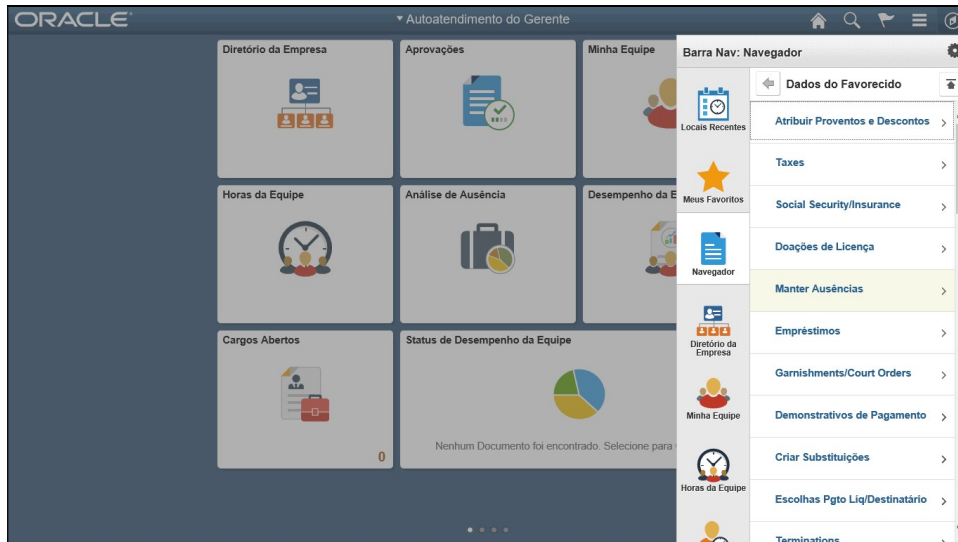 ORACLE
Autoatendimento do Gerente
Diretório da Empresa
Aprovações
Minha Equipe
Horas da Equipe
Análise de Ausência
Desempenho da E
Cargos Abertos
0
Status de Desempenho da Equipe
Nenhum Documento foi encontrado. Selecione para
Barra Nav: Navegador
Locais Recentes
Meus Favoritos
Navegador
Diretório da
Empresa
Minha Equipe
Horas da Equipe
Dados do Favorecido
Atribuir Proventos e Descontos
Taxes
Social Security/Insurance
Doações de Licença
Manter Ausências
Empréstimos
Garnishments/Court Orders
Demonstrativos de Pagamento
Criar Substituições
Escolhas Pgto Líq/Destinatário
Terminations